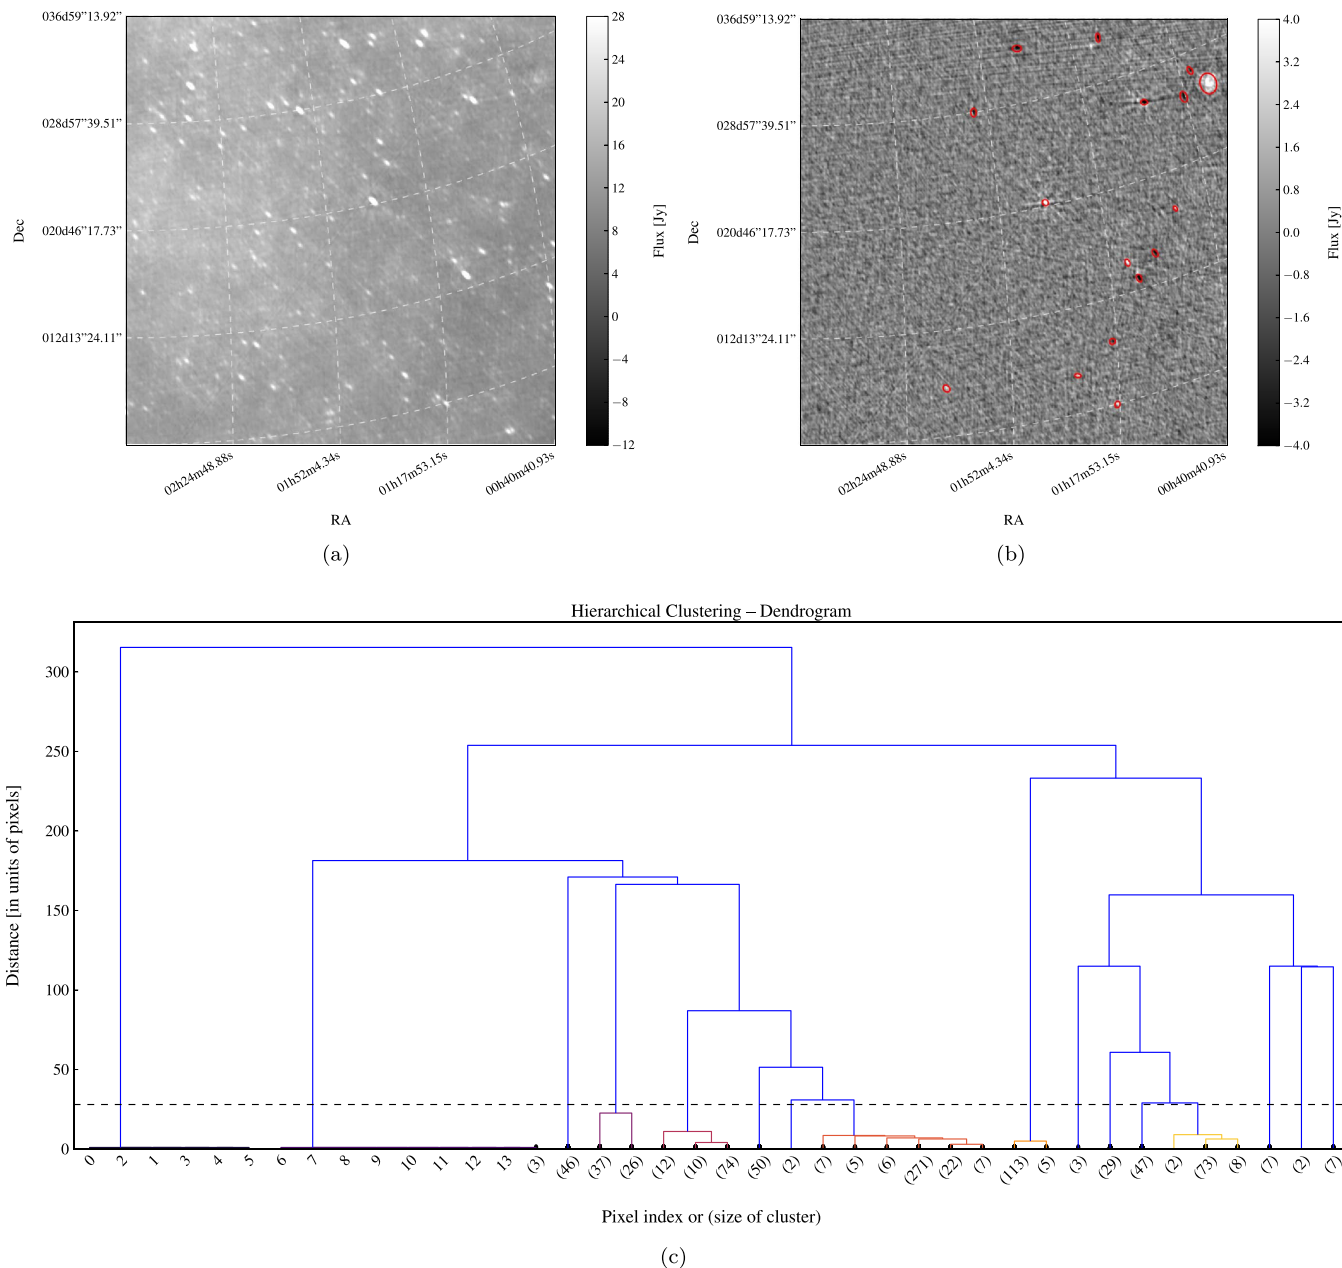 036d59"13.92"
028d57"39.51"
020d46"17.73"
012d13"24.11"
Dec
02h24m48.88s
01h52m4.34s
01h17m53.15s
00h40m40.93s
RA
28
24
20
16
12
8
4
0
−4
−8
−12
Flux [Jy]
(a)
036d59"13.92"
028d57"39.51"
020d46"17.73"
012d13"24.11"
Dec
02h24m48.88s
01h52m4.34s
01h17m53.15s
00h40m40.93s
RA
4.0
3.2
2.4
1.6
0.8
0.0
−0.8
−1.6
−2.4
−3.2
−4.0
Flux [Jy]
(b)
Hierarchical Clustering – Dendrogram
300
250
200
150
100
50
0
Distance [in units of pixels]
0 2 1 3 4 5 6 7 8 9 10 11 12 13 (3) (46) (37) (26) (12) (10) (74) (50) (2) (7) (5) (6) (271) (22) (7) (113) (5) (3) (29) (47) (2) (73) (8) (7) (2) (7)
Pixel index or (size of cluster)
(c)